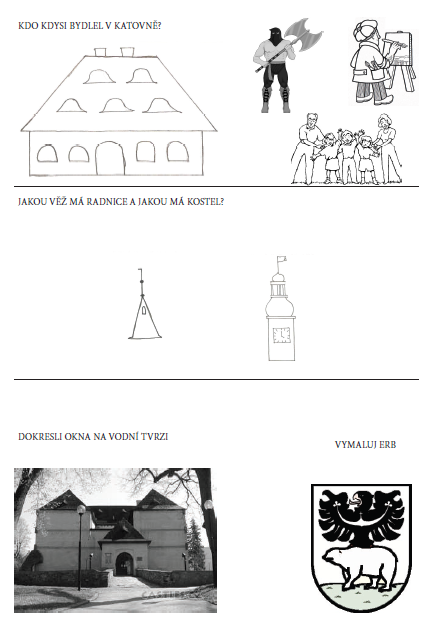 KDO KDYSI BYDLEL V KATOVNĚ?
JAKOU VĚŽ MÁ RADNICE A JAKOU MÁ KOSTEL?
DOKRESLI OKNA NA VODNÍ TVRZI
VYMALUJ ERB